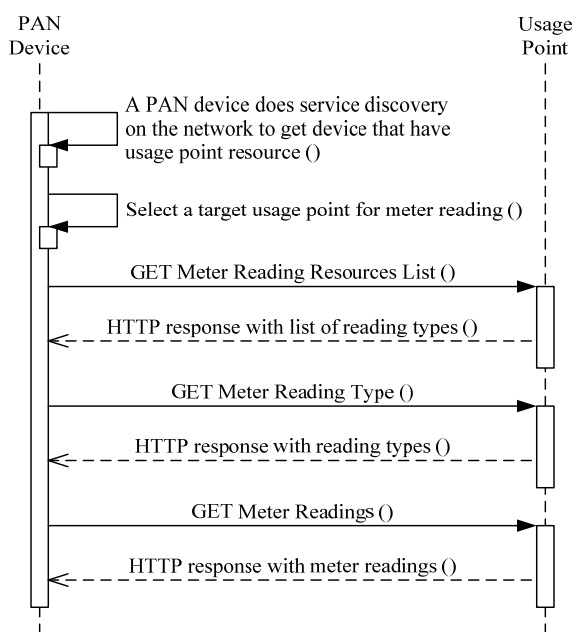 PAN
Device
Usage
Point
A PAN device does service discovery
on the network to get device that have
usage point resource ()
Select a target usage point for meter reading ()
GET Meter Reading Resources List ()
HTTP response with list of reading types ()
GET Meter Reading Type ()
HTTP response with reading types ()
GET Meter Readings ()
HTTP response with meter readings ()